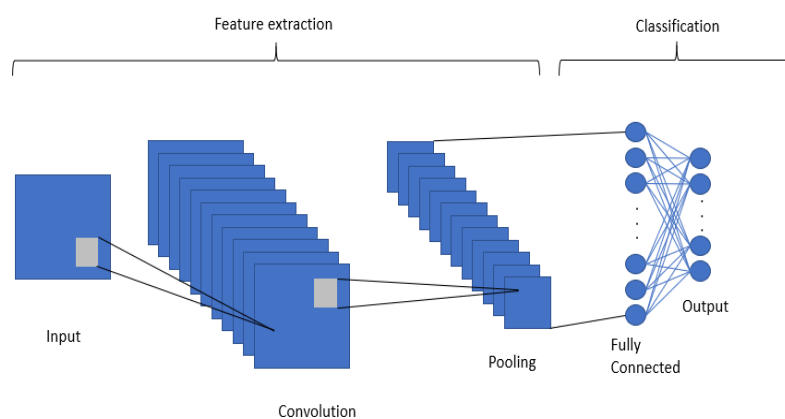 Feature extraction
Classification
Input
Convolution
Pooling
Fully
Connected
Output